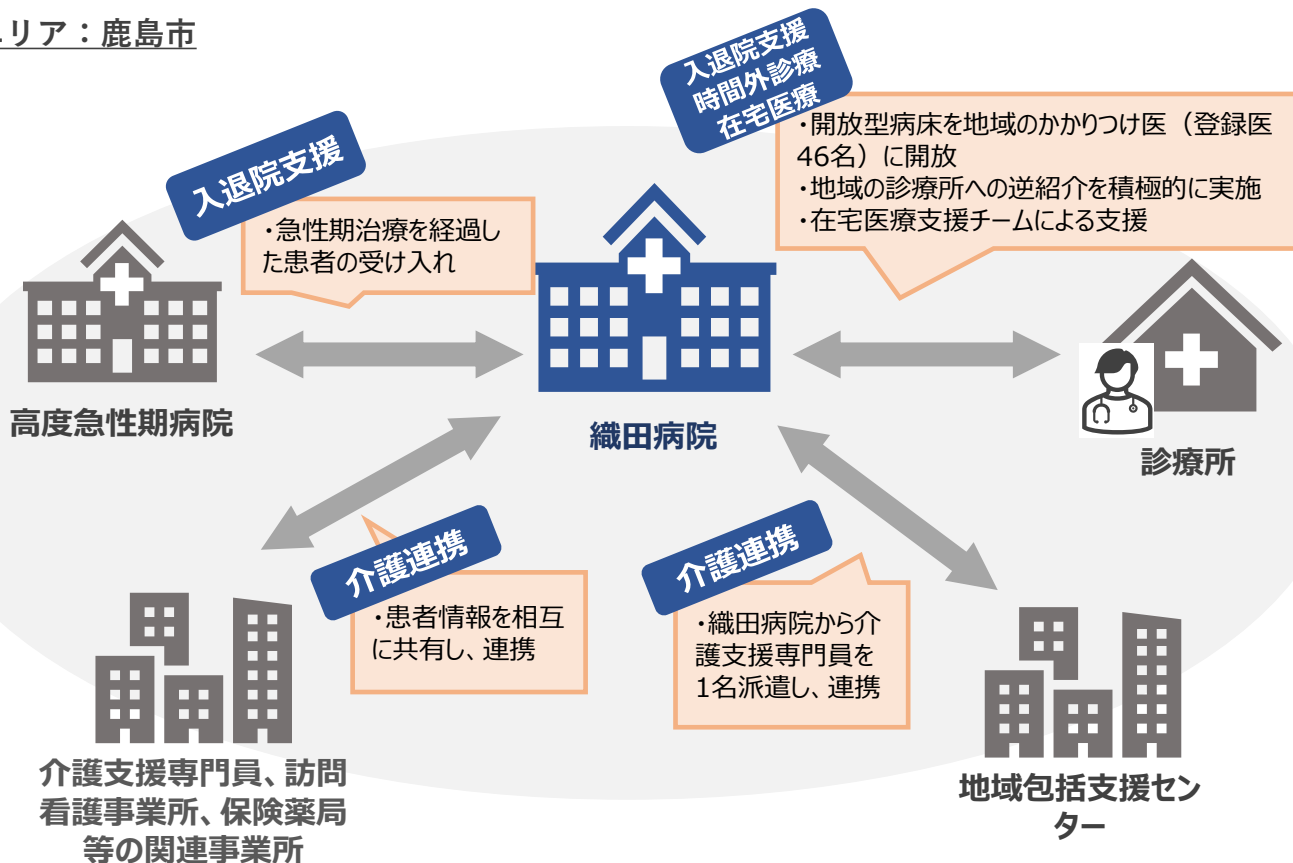 エリア：鹿島市
入退院支援
時間外診療
在宅医療
・開放型病床を地域のかかりつけ医（登録医
46名）に開放
・地域の診療所への逆紹介を積極的に実施
・在宅医療支援チームによる支援
入退院支援
・急性期治療を経過し
た患者の受け入れ
高度急性期病院
織田病院
診療所
介護連携
・患者情報を相互
に共有し、連携
介護連携
・織田病院から介
護支援専門員を
1名派遣し、連携
介護支援専門員、訪問
看護事業所、保険薬局
等の関連事業所
地域包括支援セン
ター